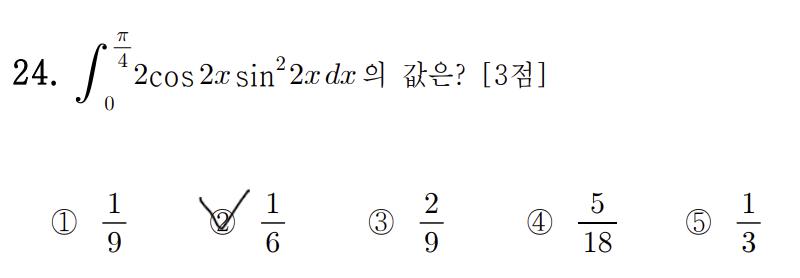 24. ∫₀^{π/4} 2cos 2x sin² 2x dx 의 값은? [3점]
① 1/9 ② 1/6 ③ 2/9 ④ 5/18 ⑤ 1/3